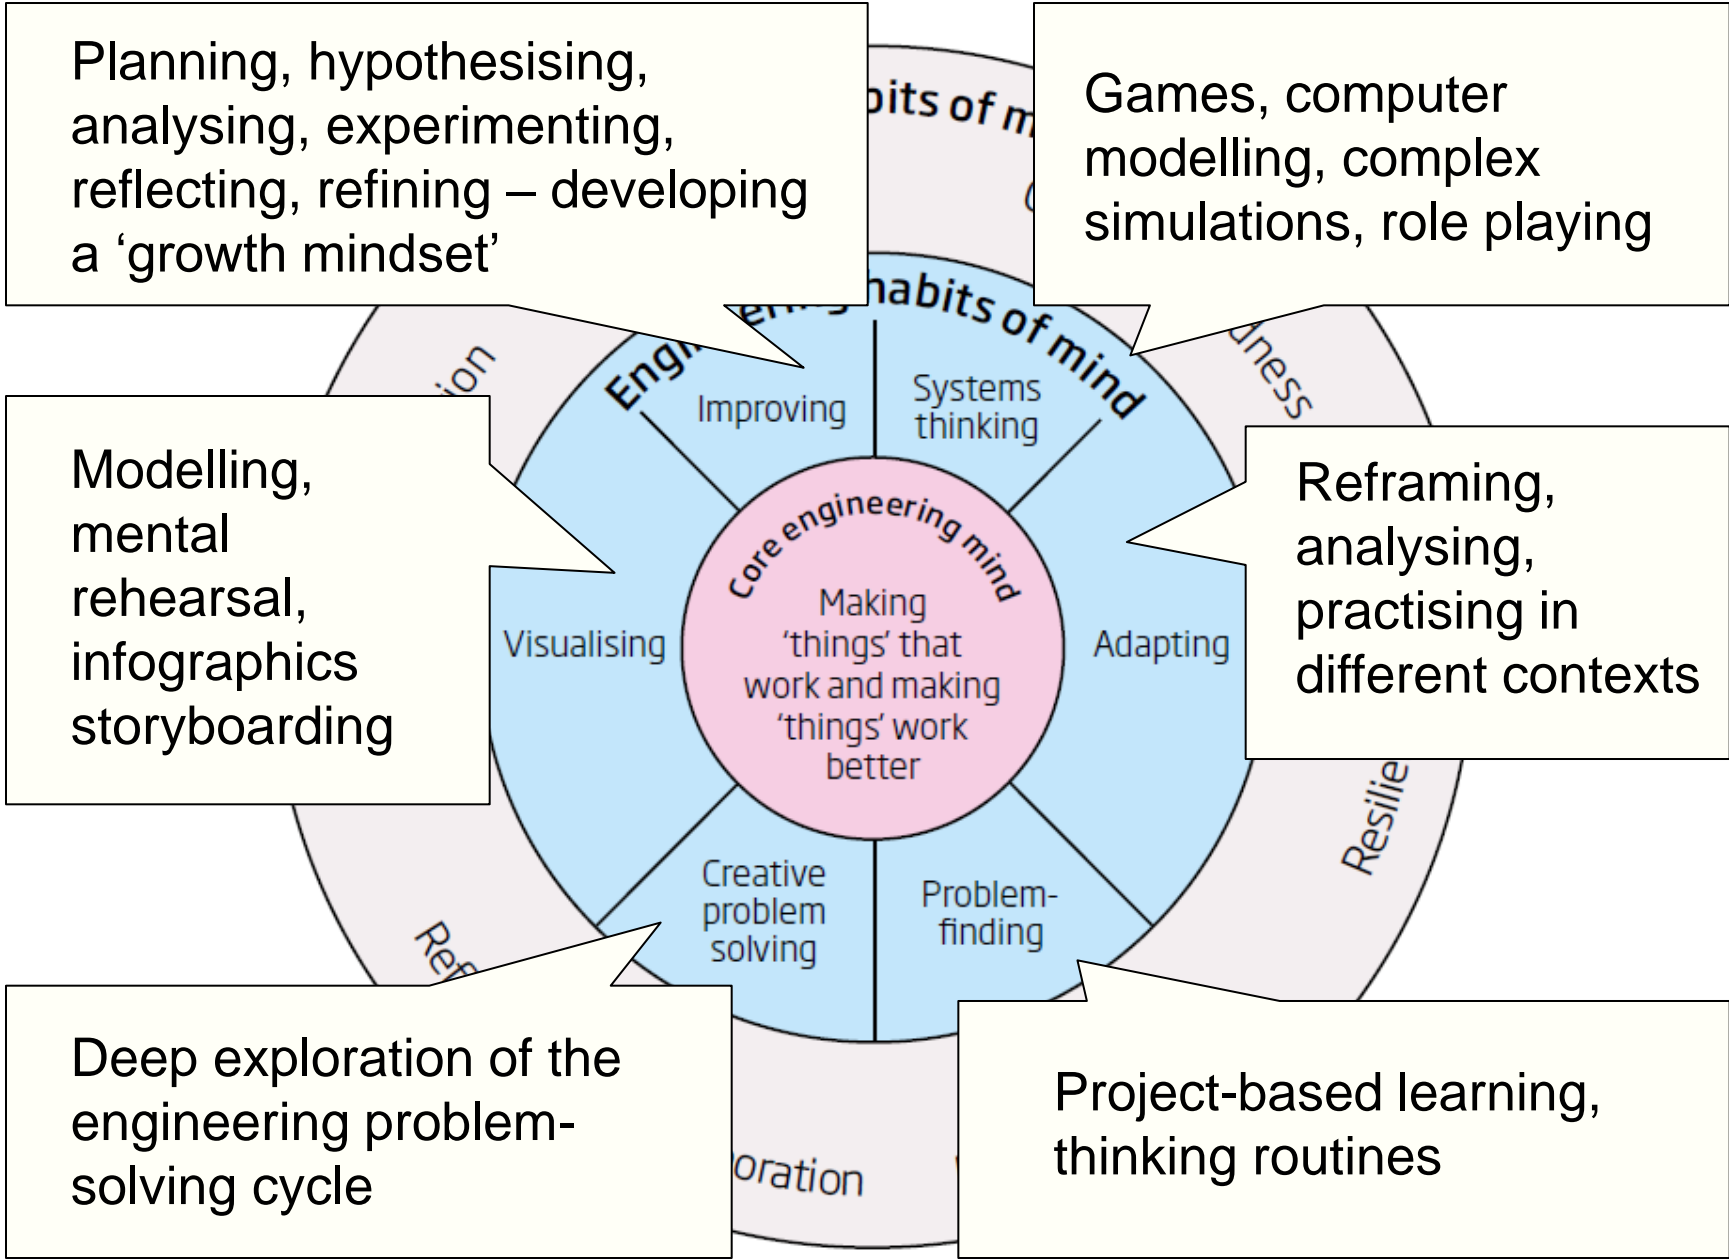 Planning, hypothesising,
analysing, experimenting,
reflecting, refining – developing
a ‘growth mindset’
Games, computer
modelling, complex
simulations, role playing
of
habits of mind
Improving
Systems
thinking
Modelling,
mental
rehearsal,
infographics
storyboarding
Reframing,
analysing,
practising in
different contexts
Core engineering mind
Making
‘things’ that
work and making
‘things’ work
better
Visualising
Adapting
Creative
problem
solving
Problem-
finding
Deep exploration of the
engineering problem-
solving cycle
Project-based learning,
thinking routines